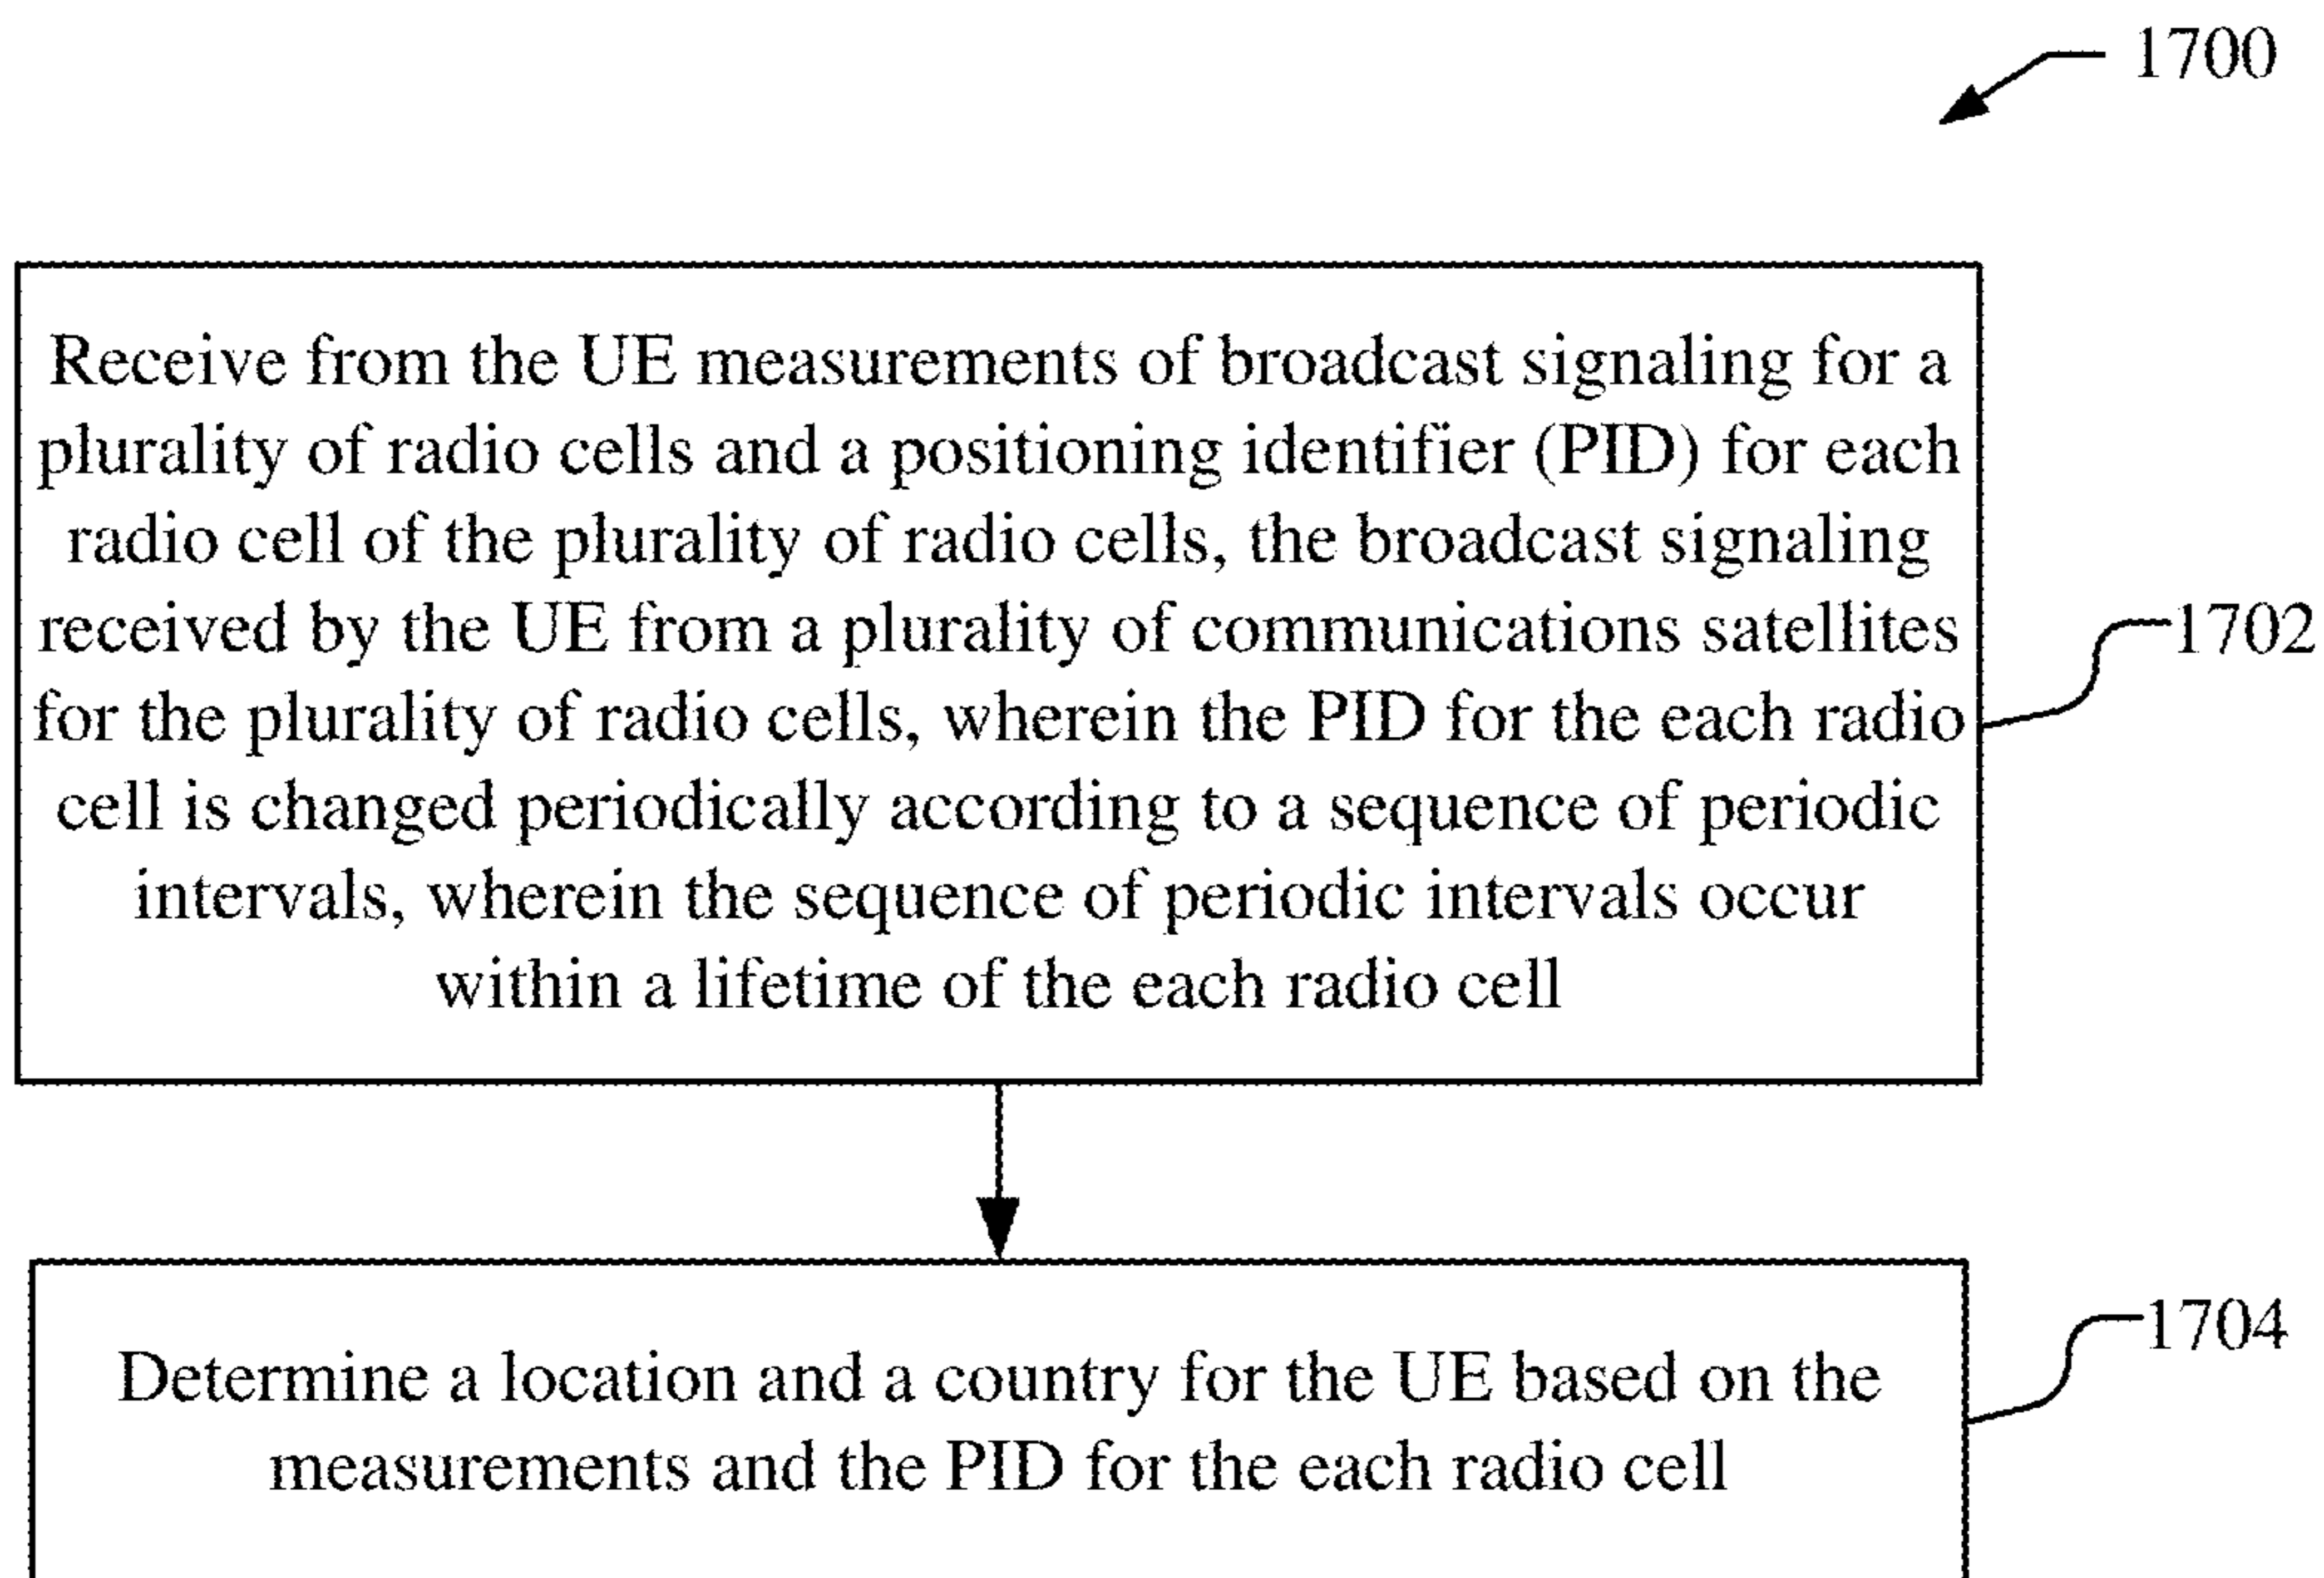 1700
Receive from the UE measurements of broadcast signaling for a
plurality of radio cells and a positioning identifier (PID) for each
radio cell of the plurality of radio cells, the broadcast signaling
received by the UE from a plurality of communications satellites
for the plurality of radio cells, wherein the PID for the each radio
cell is changed periodically according to a sequence of periodic
intervals, wherein the sequence of periodic intervals occur
within a lifetime of the each radio cell
1702
Determine a location and a country for the UE based on the
measurements and the PID for the each radio cell
1704